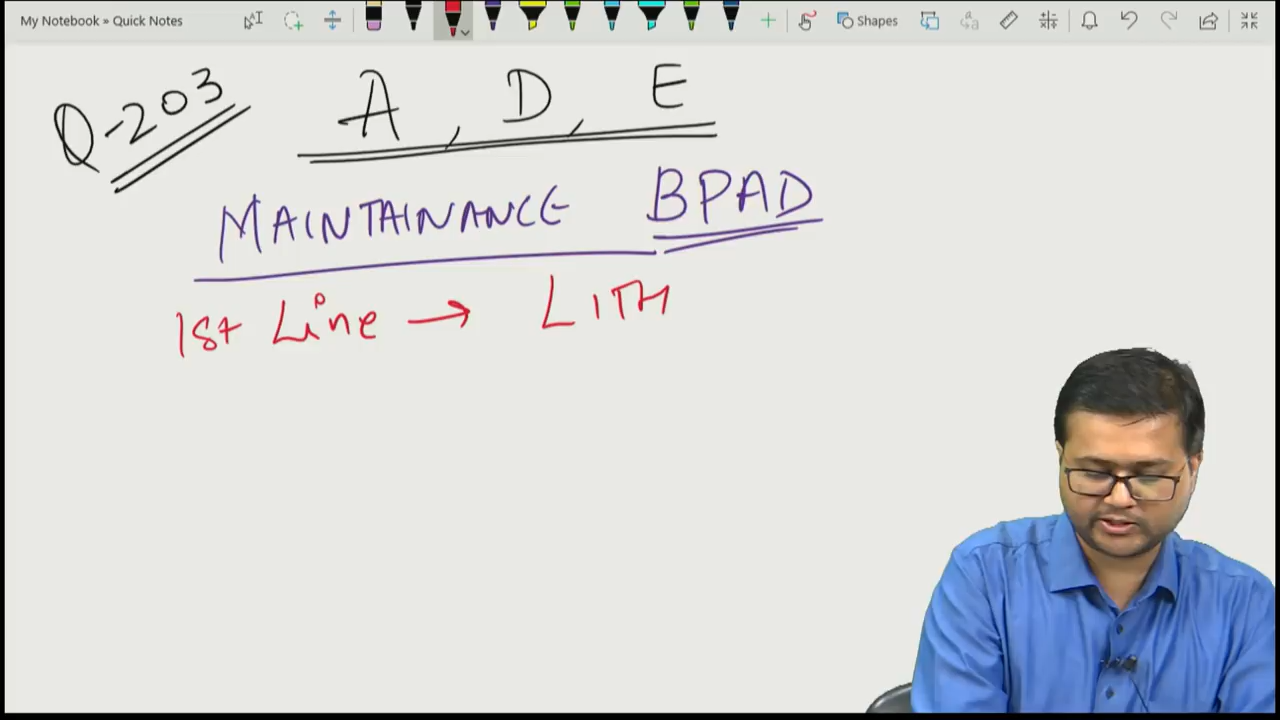 My Notebook » Quick Notes
Shapes
Q-203 A, D, E
MAINTAINANCE BPAD
1st Line → LITH